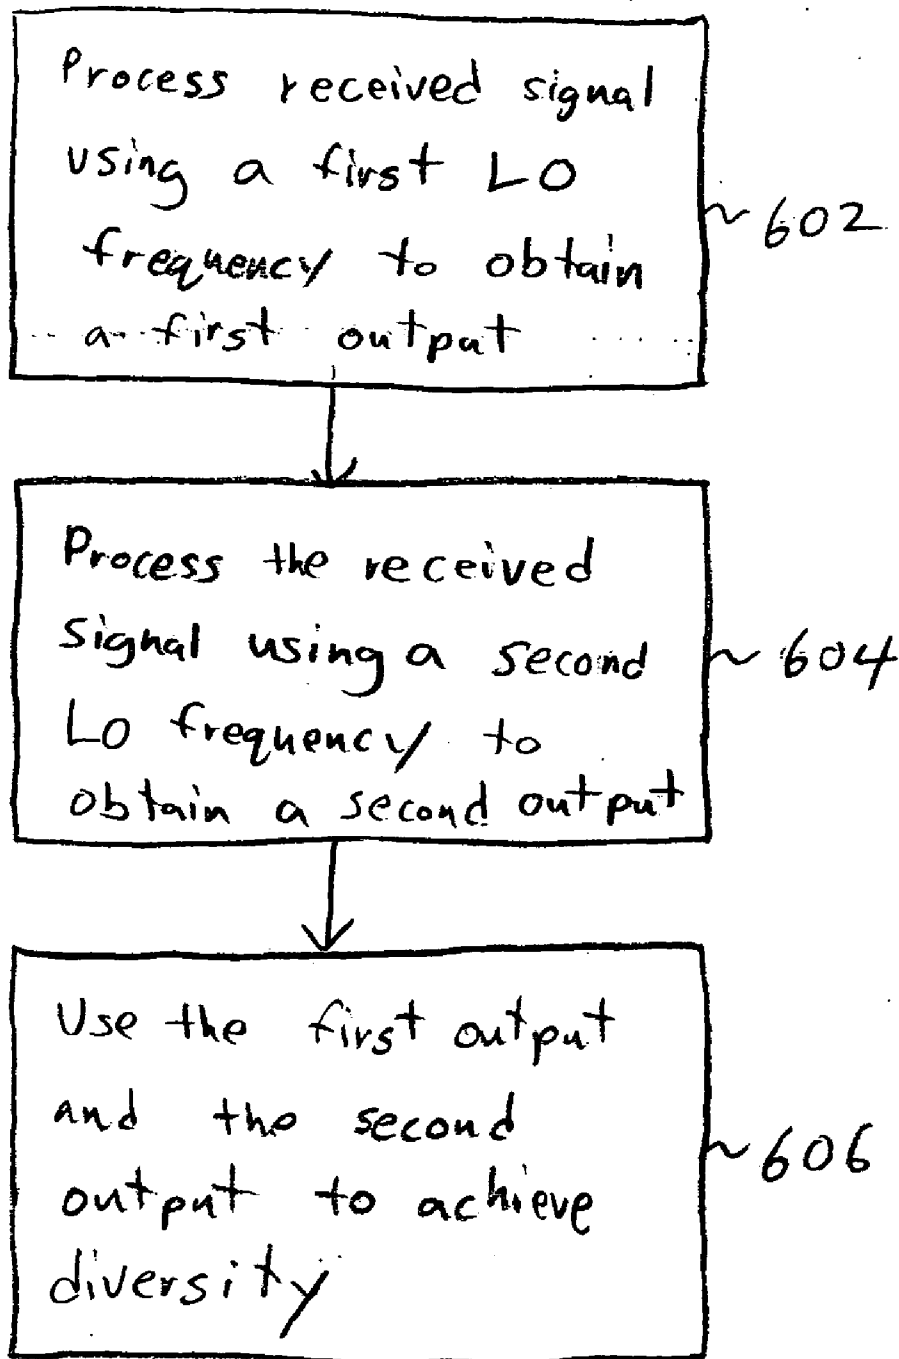 Process received signal
using a first LO
frequency to obtain
a first output
~602
Process the received
signal using a second
LO frequency to
obtain a second output
~604
Use the first output
and the second
output to achieve
diversity
~606